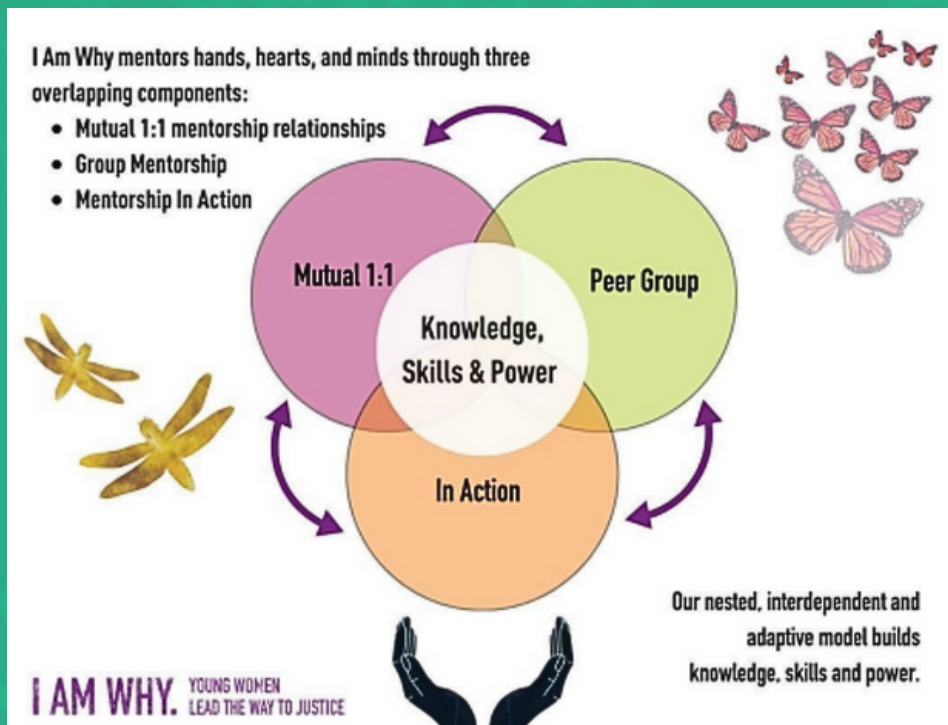 I Am Why mentors hands, hearts, and minds through three
overlapping components:
• Mutual 1:1 mentorship relationships
• Group Mentorship
• Mentorship In Action
Mutual 1:1
Peer Group
Knowledge,
Skills & Power
In Action
Our nested, interdependent and
adaptive model builds
knowledge, skills and power.
I AM WHY.
YOUNG WOMEN
LEAD THE WAY TO JUSTICE